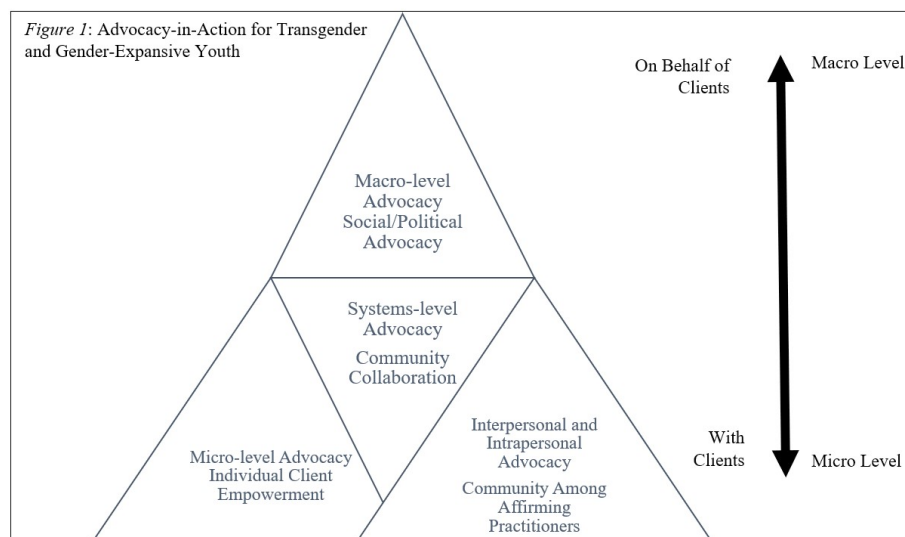 Figure 1: Advocacy-in-Action for Transgender
and Gender-Expansive Youth
On Behalf of
Clients
Macro Level
Macro-level
Advocacy
Social/Political
Advocacy
Systems-level
Advocacy
Community
Collaboration
Micro-level Advocacy
Individual Client
Empowerment
Interpersonal and
Intrapersonal
Advocacy
Community Among
Affirming
Practitioners
With
Clients
Micro Level